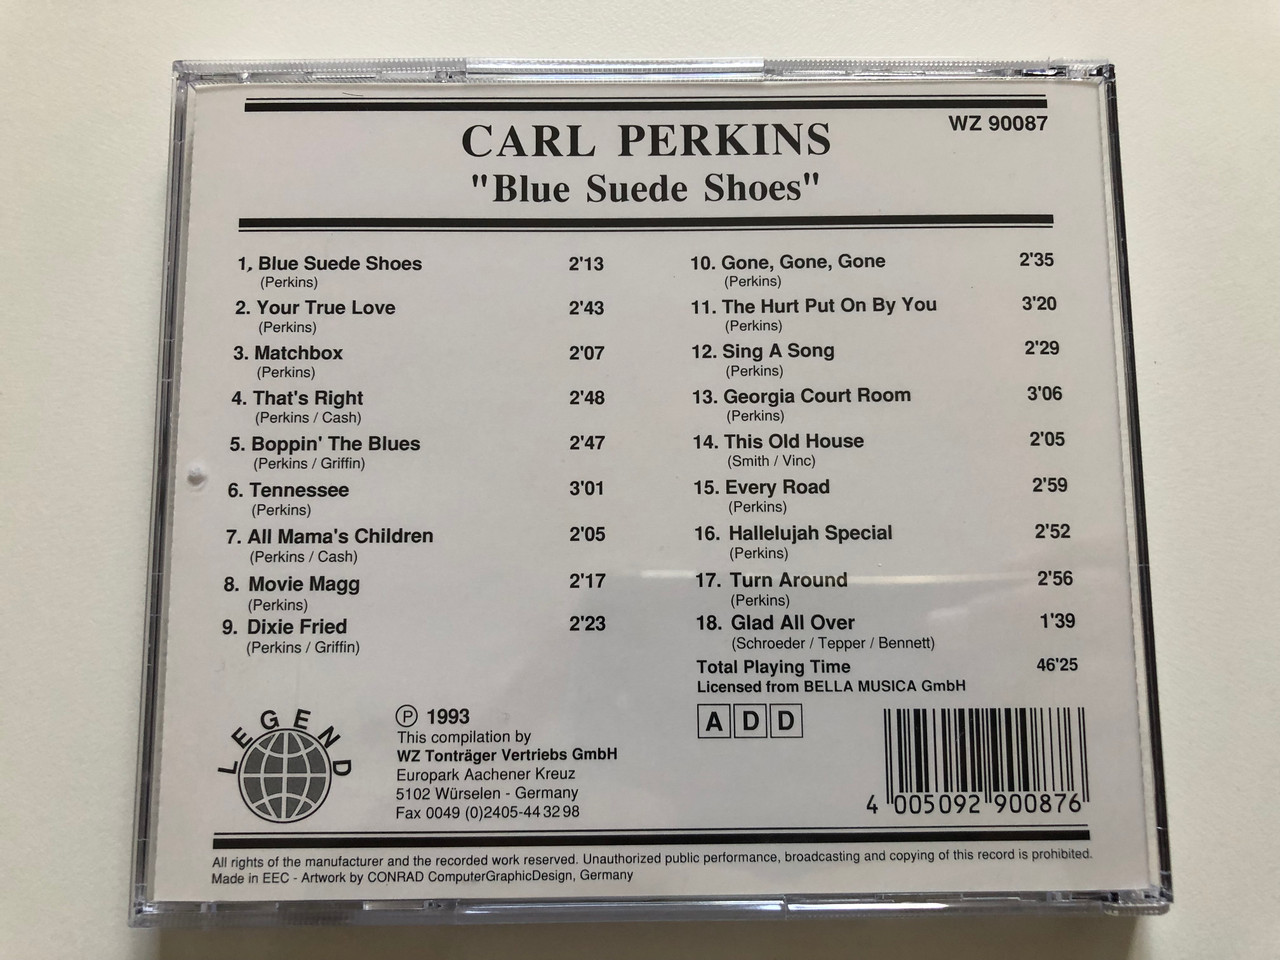 CARL PERKINS
WZ 90087
"Blue Suede Shoes"
1. Blue Suede Shoes 2'13
(Perkins)
2. Your True Love 2'43
(Perkins)
3. Matchbox 2'07
(Perkins)
4. That's Right 2'48
(Perkins / Cash)
5. Boppin' The Blues 2'47
(Perkins / Griffin)
6. Tennessee 3'01
(Perkins)
7. All Mama's Children 2'05
(Perkins / Cash)
8. Movie Magg 2'17
(Perkins)
9. Dixie Fried 2'23
(Perkins / Griffin)
10. Gone, Gone, Gone 2'35
(Perkins)
11. The Hurt Put On By You 3'20
(Perkins)
12. Sing A Song 2'29
(Perkins)
13. Georgia Court Room 3'06
(Perkins)
14. This Old House 2'05
(Smith / Vinc)
15. Every Road 2'59
(Perkins)
16. Hallelujah Special 2'52
(Perkins)
17. Turn Around 2'56
(Perkins)
18. Glad All Over 1'39
(Schroeder / Tepper / Bennett)
Total Playing Time 46'25
Licensed from BELLA MUSICA GmbH
LEGEND
℗ 1993
This compilation by
WZ Tonträger Vertriebs GmbH
Europark Aachener Kreuz
5102 Würselen - Germany
Fax 0049 (0)2405-44 32 98
A D D
4 005092 900876
All rights of the manufacturer and the recorded work reserved. Unauthorized public performance, broadcasting and copying of this record is prohibited.
Made in EEC - Artwork by CONRAD ComputerGraphicDesign, Germany